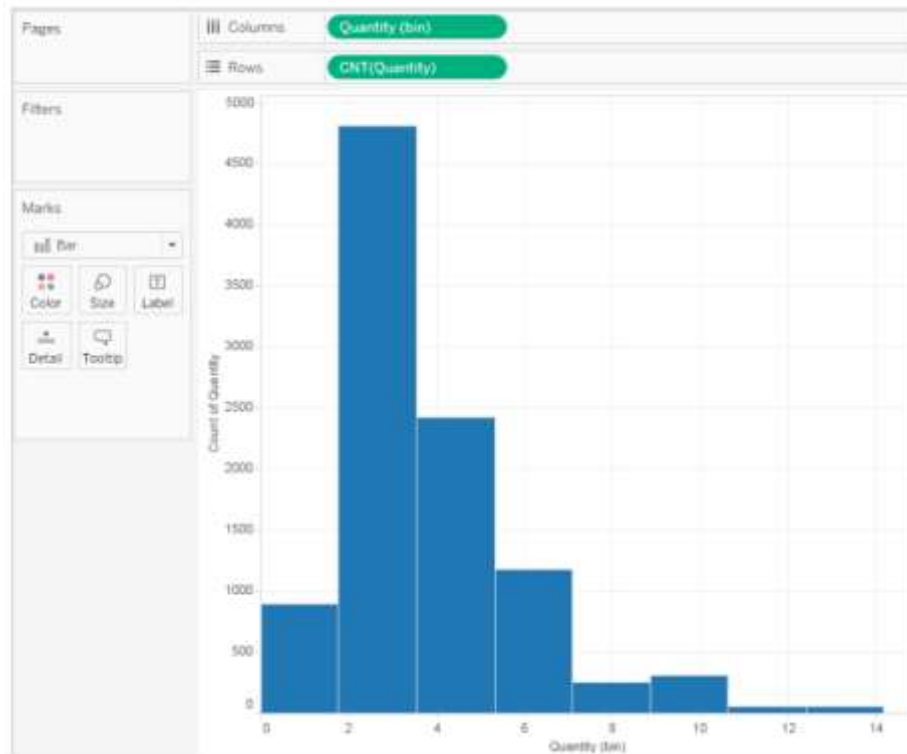 Pages
Columns
Quantity (bin)
Rows
CNT(Quantity)
Filters
Marks
Bar
Color
Size
Label
Detail
Tooltip
Count of Quantity
5000
4500
4000
3500
3000
2500
2000
1500
1000
500
0
0 2 4 6 8 10 12 14
Quantity (bin)